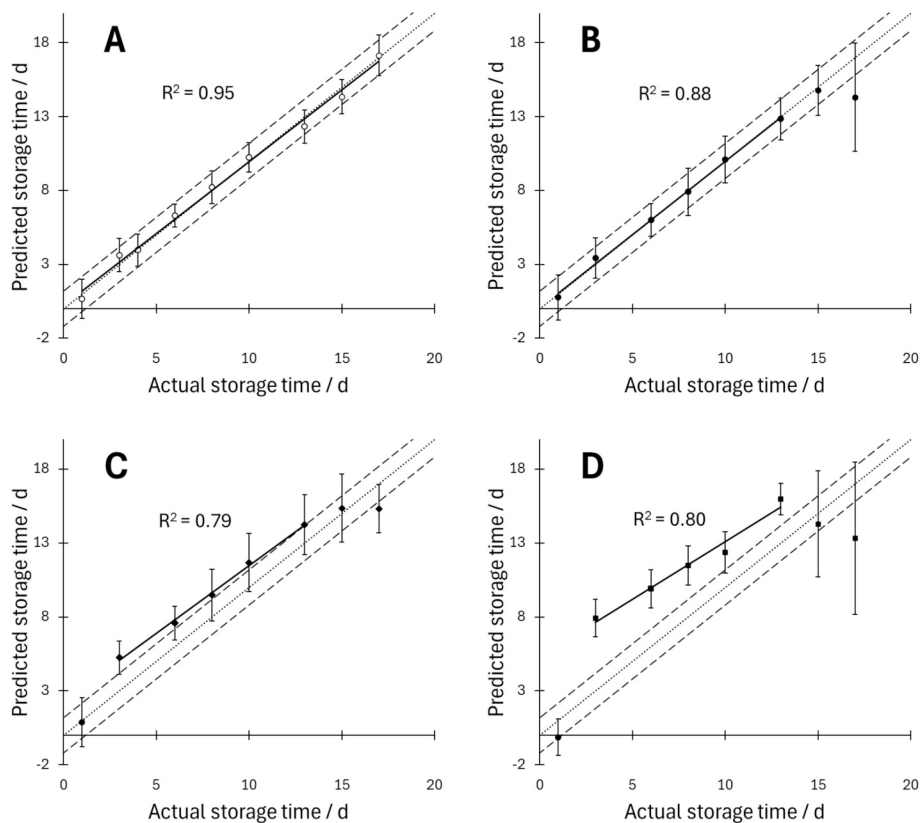 A
R² = 0.95
Predicted storage time / d
18
13
8
3
-2
0 5 10 15 20
Actual storage time / d
B
R² = 0.88
Predicted storage time / d
18
13
8
3
-2
0 5 10 15 20
Actual storage time / d
C
R² = 0.79
Predicted storage time / d
18
13
8
3
-2
0 5 10 15 20
Actual storage time / d
D
R² = 0.80
Predicted storage time / d
18
13
8
3
-2
0 5 10 15 20
Actual storage time / d